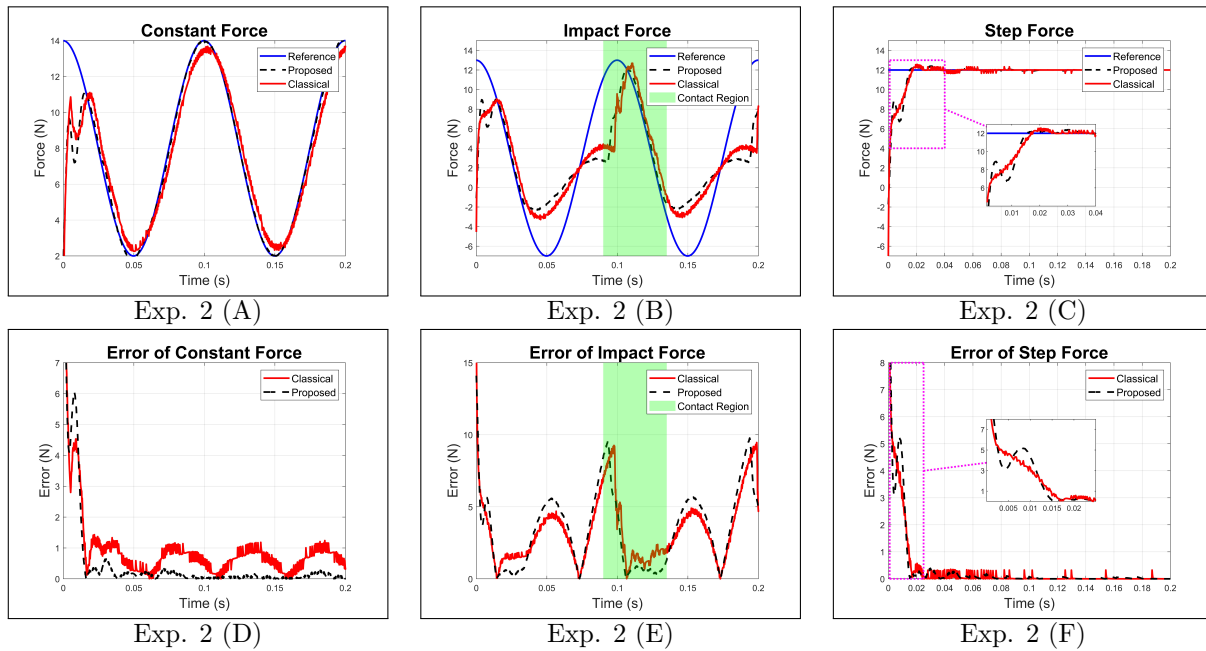 Constant Force
Force (N)
14
12
10
8
6
4
2
0
0.05
0.1
0.15
0.2
Time (s)
Reference
Proposed
Classical
Exp. 2 (A)
Impact Force
Force (N)
14
12
10
8
6
4
2
0
-2
-4
-6
0
0.05
0.1
0.15
0.2
Time (s)
Reference
Proposed
Classical
Contact Region
Exp. 2 (B)
Step Force
Force (N)
14
12
10
8
6
4
2
0
-2
-4
-6
0
0.02
0.04
0.06
0.08
0.1
0.12
0.14
0.16
0.18
0.2
Time (s)
Reference
Proposed
Classical
12
10
8
6
0.01
0.02
0.03
0.04
Exp. 2 (C)
Error of Constant Force
Error (N)
7
6
5
4
3
2
1
0
0
0.05
0.1
0.15
0.2
Time (s)
Classical
Proposed
Exp. 2 (D)
Error of Impact Force
Error (N)
15
10
5
0
0
0.05
0.1
0.15
0.2
Time (s)
Classical
Proposed
Contact Region
Exp. 2 (E)
Error of Step Force
Error (N)
8
7
6
5
4
3
2
1
0
0
0.02
0.04
0.06
0.08
0.1
0.12
0.14
0.16
0.18
0.2
Time (s)
Classical
Proposed
7
5
3
1
0.005
0.01
0.015
0.02
Exp. 2 (F)